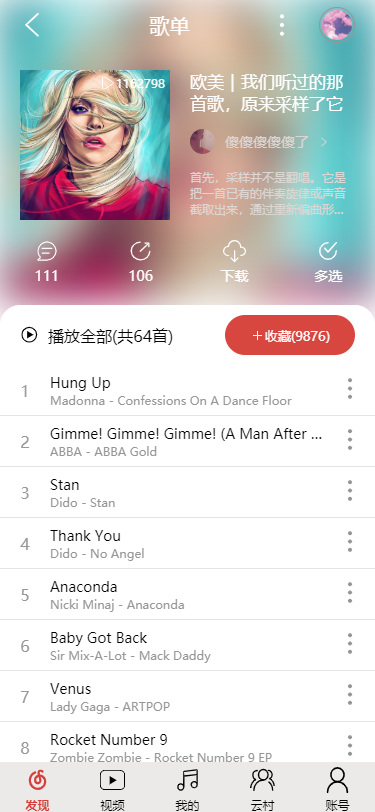 歌单
1162798
欧美 | 我们听过的那
首歌，原来采样了它
傻傻傻傻傻了
首先，采样并不是翻唱。它是
把一首已有的伴奏旋律或声音
截取出来，通过重新编曲形...
111
106
下载
多选
播放全部(共64首)
＋收藏(9876)
1
Hung Up
Madonna - Confessions On A Dance Floor
2
Gimme! Gimme! Gimme! (A Man After ...
ABBA - ABBA Gold
3
Stan
Dido - Stan
4
Thank You
Dido - No Angel
5
Anaconda
Nicki Minaj - Anaconda
6
Baby Got Back
Sir Mix-A-Lot - Mack Daddy
7
Venus
Lady Gaga - ARTPOP
8
Rocket Number 9
Zombie Zombie - Rocket Number 9 EP
发现
视频
我的
云村
账号